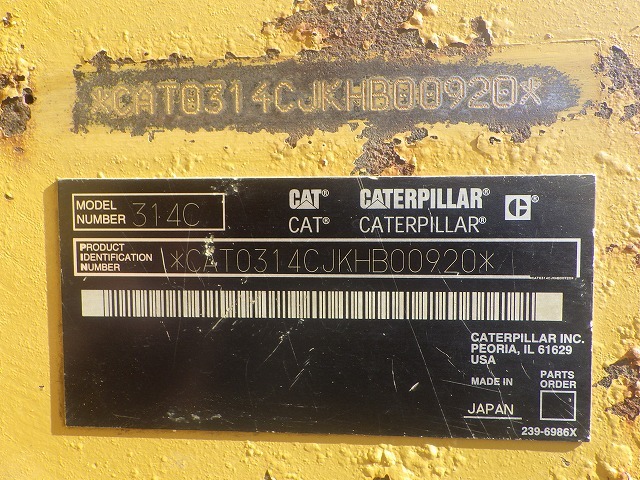 *CAT0314CJKHB00920*
MODEL NUMBER 314C
CAT® CATERPILLAR® C
CAT® CATERPILLAR®
PRODUCT IDENTIFICATION NUMBER *CAT0314CJKHB00920*
CATERPILLAR INC.
PEORIA, IL 61629
USA
MADE IN JAPAN
PARTS ORDER
239-6986X